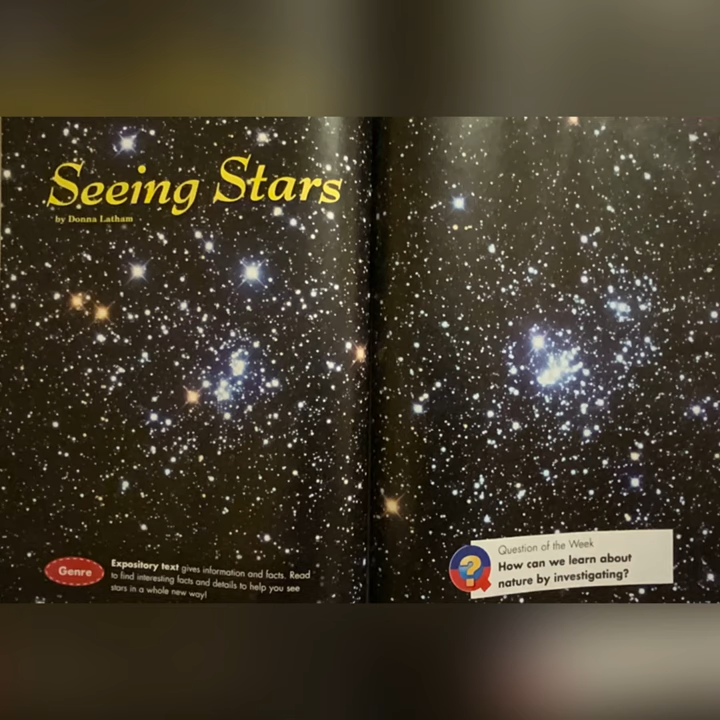 Seeing Stars
by Donna Latham
Genre
Expository text gives information and facts. Read
to find interesting facts and details to help you see
stars in a whole new way!
?
Question of the Week
How can we learn about
nature by investigating?